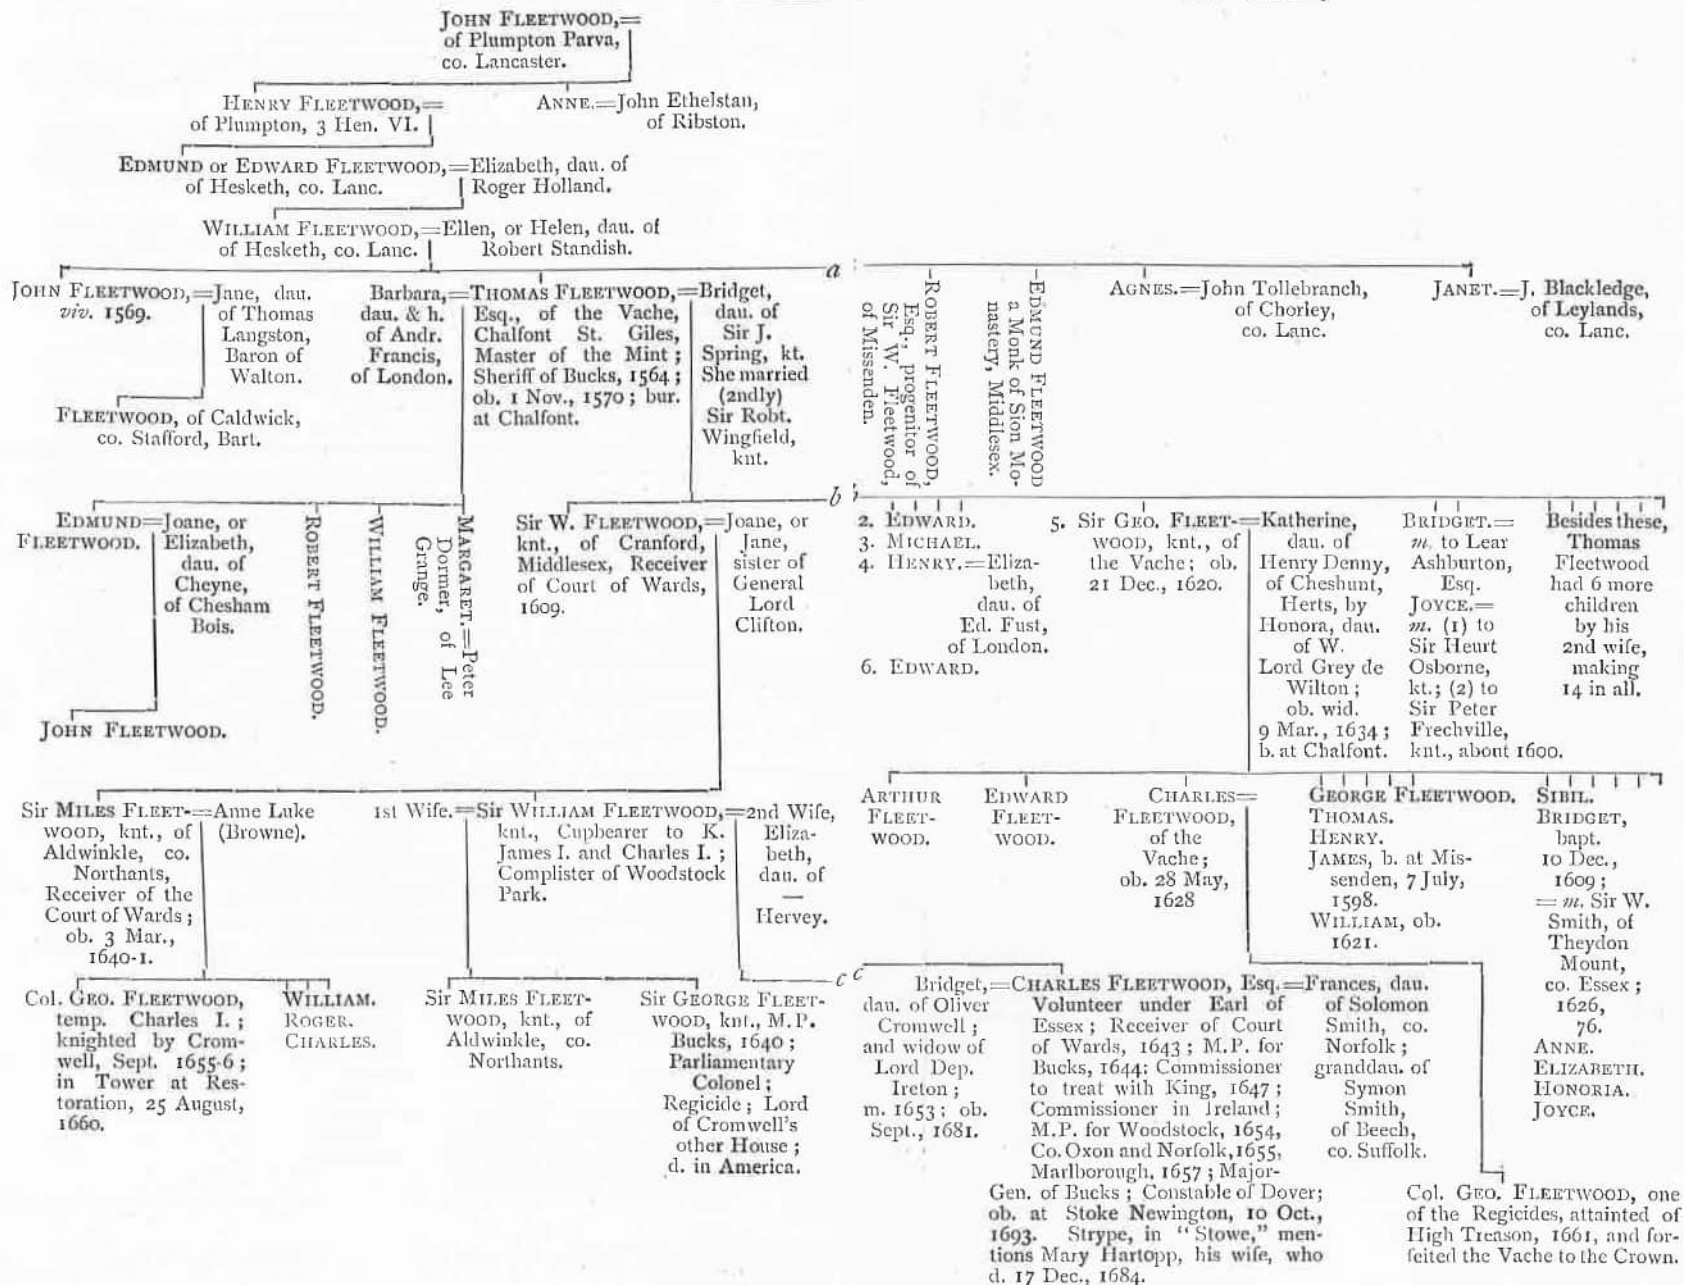 JOHN FLEETWOOD,=
of Plumpton Parva,
co. Lancaster.
HENRY FLEETWOOD,=
of Plumpton, 3 Hen. VI.
ANNE.=John Ethelstan,
of Ribston.
EDMUND or EDWARD FLEETWOOD,=Elizabeth, dau. of
of Hesketh, co. Lanc. Roger Holland.
WILLIAM FLEETWOOD,=Ellen, or Helen, dau. of
of Hesketh, co. Lanc. Robert Standish.
a
JOHN FLEETWOOD,=Jane, dau.
viv. 1569. of Thomas
Langston,
Baron of
Walton.
FLEETWOOD, of Caldwick,
co. Stafford, Bart.
Barbara,=THOMAS FLEETWOOD,=Bridget,
dau. & h. Esq., of the Vache, dau. of
of Andr. Chalfont St. Giles, Sir J.
Francis, Master of the Mint; Spring, kt.
of London. Sheriff of Bucks, 1564; She married
ob. 1 Nov., 1570; bur. (2ndly)
at Chalfont. Sir Robt.
Wingfield,
knt.
ROBERT FLEETWOOD,
Esq., progenitor of
Sir W. Fleetwood,
of Missenden.
EDMUND FLEETWOOD
a Monk of Sion Mo-
nastery, Middlesex.
AGNES.=John Tollebranch,
of Chorley,
co. Lanc.
JANET.=J. Blackledge,
of Leylands,
co. Lanc.
b
EDMUND=Joane, or
FLEETWOOD. Elizabeth,
dau. of
Cheyne,
of Chesham
Bois.
JOHN FLEETWOOD.
ROBERT FLEETWOOD.
WILLIAM FLEETWOOD.
MARGARET.=Peter
Dormer, of Lee
Grange.
Sir W. FLEETWOOD,=Joane, or
knt., of Cranford, Jane,
Middlesex, Receiver sister of
of Court of Wards, General
1609. Lord
Clifton.
2. EDWARD.
3. MICHAEL.
4. HENRY.=Eliza-
beth,
dau. of
Ed. Fust,
of London.
6. EDWARD.
5. Sir GEO. FLEET-=Katherine,
WOOD, knt., of dau. of
the Vache; ob. Henry Denny,
21 Dec., 1620. of Cheshunt,
Herts, by
Honora, dau.
of W.
Lord Grey de
Wilton;
ob. wid.
9 Mar., 1634;
b. at Chalfont.
BRIDGET.=
m. to Lear
Ashburton,
Esq.
JOYCE.=
m. (1) to
Sir Heurt
Osborne,
kt.; (2) to
Sir Peter
Frechville,
knt., about 1600.
Besides these,
Thomas
Fleetwood
had 6 more
children
by his
2nd wife,
making
14 in all.
Sir MILES FLEET-=Anne Luke
WOOD, knt., of (Browne).
Aldwinkle, co.
Northants,
Receiver of the
Court of Wards;
ob. 3 Mar.,
1640-1.
1st Wife.=Sir WILLIAM FLEETWOOD,=2nd Wife,
knt., Cupbearer to K. Eliza-
James I. and Charles I.; beth,
Complister of Woodstock dau. of
Park. —
Hervey.
ARTHUR
FLEET-
WOOD.
EDWARD
FLEET-
WOOD.
CHARLES=
FLEETWOOD,
of the
Vache;
ob. 28 May,
1628
GEORGE FLEETWOOD.
THOMAS.
HENRY.
JAMES, b. at Mis-
senden, 7 July,
1598.
WILLIAM, ob.
1621.
SIBIL.
BRIDGET,
bapt.
10 Dec.,
1609;
= m. Sir W.
Smith, of
Theydon
Mount,
co. Essex;
1626,
76.
ANNE.
ELIZABETH.
HONORIA.
JOYCE.
c c
Col. GEO. FLEETWOOD,
temp. Charles I.;
knighted by Crom-
well, Sept. 1655-6;
in Tower at Res-
toration, 25 August,
1660.
WILLIAM.
ROGER.
CHARLES.
Sir MILES FLEET-
WOOD, knt., of
Aldwinkle, co.
Northants.
Sir GEORGE FLEET-
WOOD, knt., M.P.
Bucks, 1640;
Parliamentary
Colonel;
Regicide; Lord
of Cromwell's
other House;
d. in America.
Bridget,=CHARLES FLEETWOOD, Esq.=Frances, dau.
dau. of Oliver Volunteer under Earl of of Solomon
Cromwell; Essex; Receiver of Court Smith, co.
and widow of of Wards, 1643; M.P. for Norfolk;
Lord Dep. Bucks, 1644: Commissioner granddau. of
Ireton; to treat with King, 1647; Symon
m. 1653; ob. Commissioner in Ireland; Smith,
Sept., 1681. M.P. for Woodstock, 1654, of Beech,
Co. Oxon and Norfolk, 1655, co. Suffolk.
Marlborough, 1657; Major-
Gen. of Bucks; Constable of Dover;
ob. at Stoke Newington, 10 Oct.,
1693. Strype, in "Stowe," men-
tions Mary Hartopp, his wife, who
d. 17 Dec., 1684.
Col. GEO. FLEETWOOD, one
of the Regicides, attainted of
High Treason, 1661, and for-
feited the Vache to the Crown.